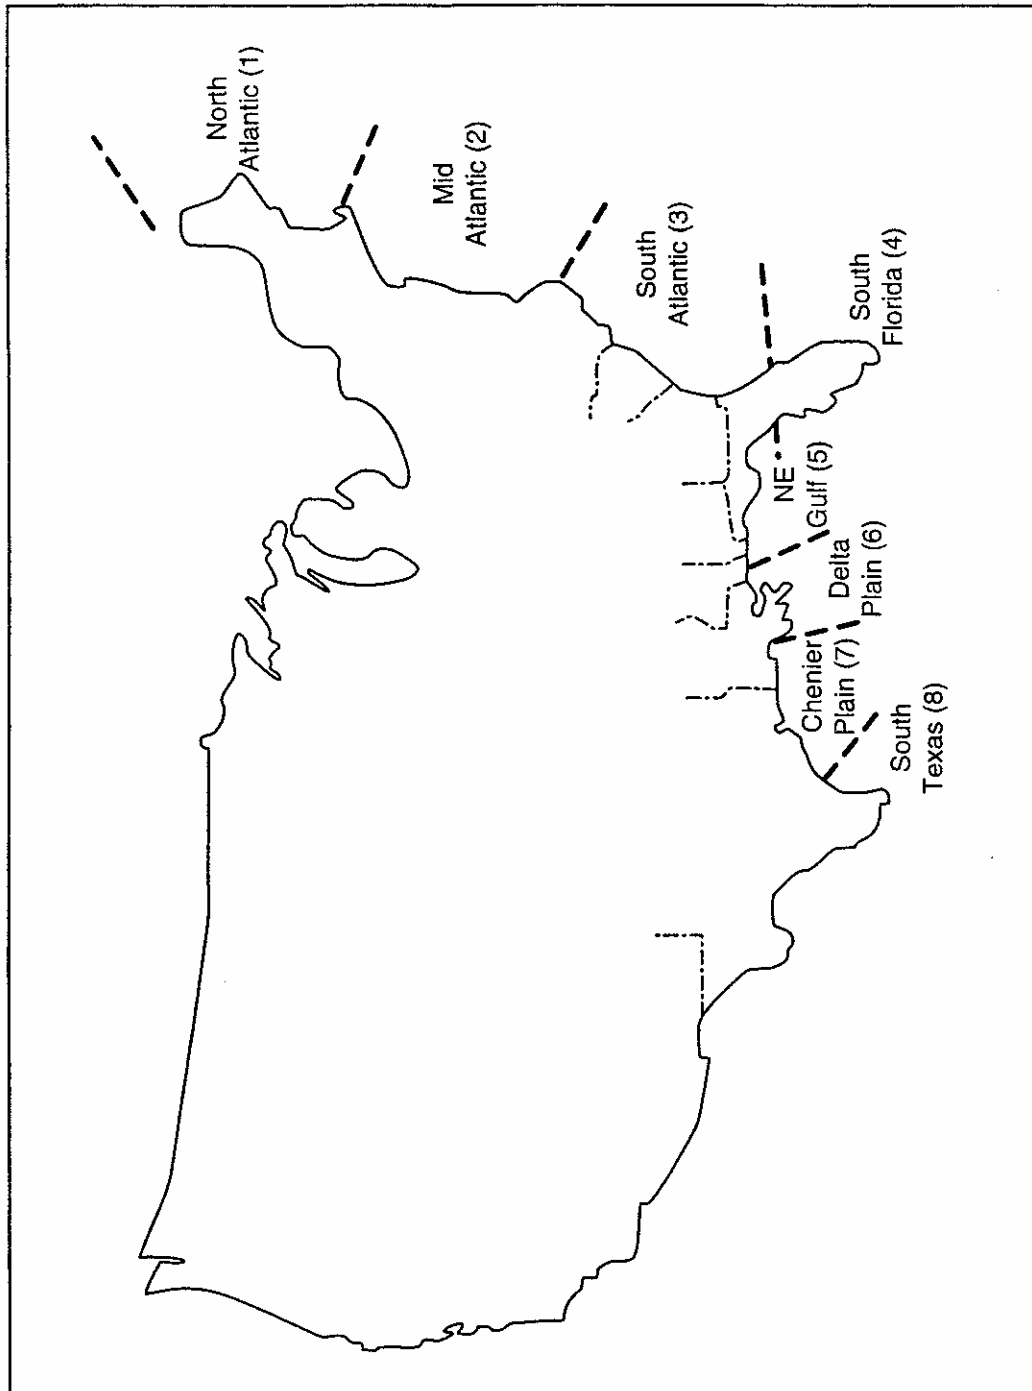 North
Atlantic (1)
Mid
Atlantic (2)
South
Atlantic (3)
South
Florida (4)
NE
Gulf (5)
Delta
Plain (6)
Chenier
Plain (7)
South
Texas (8)